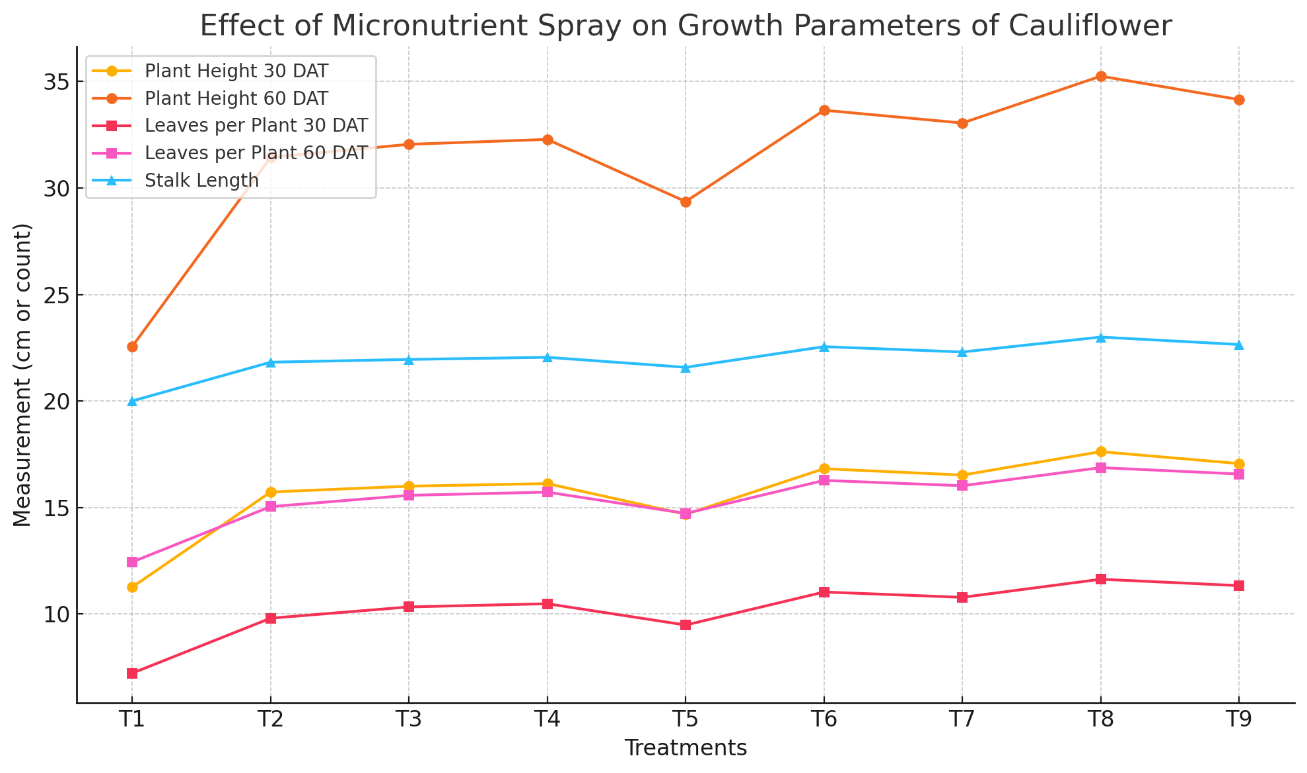 Effect of Micronutrient Spray on Growth Parameters of Cauliflower
Plant Height 30 DAT
Plant Height 60 DAT
Leaves per Plant 30 DAT
Leaves per Plant 60 DAT
Stalk Length
35
30
25
20
15
10
Measurement (cm or count)
T1 T2 T3 T4 T5 T6 T7 T8 T9
Treatments